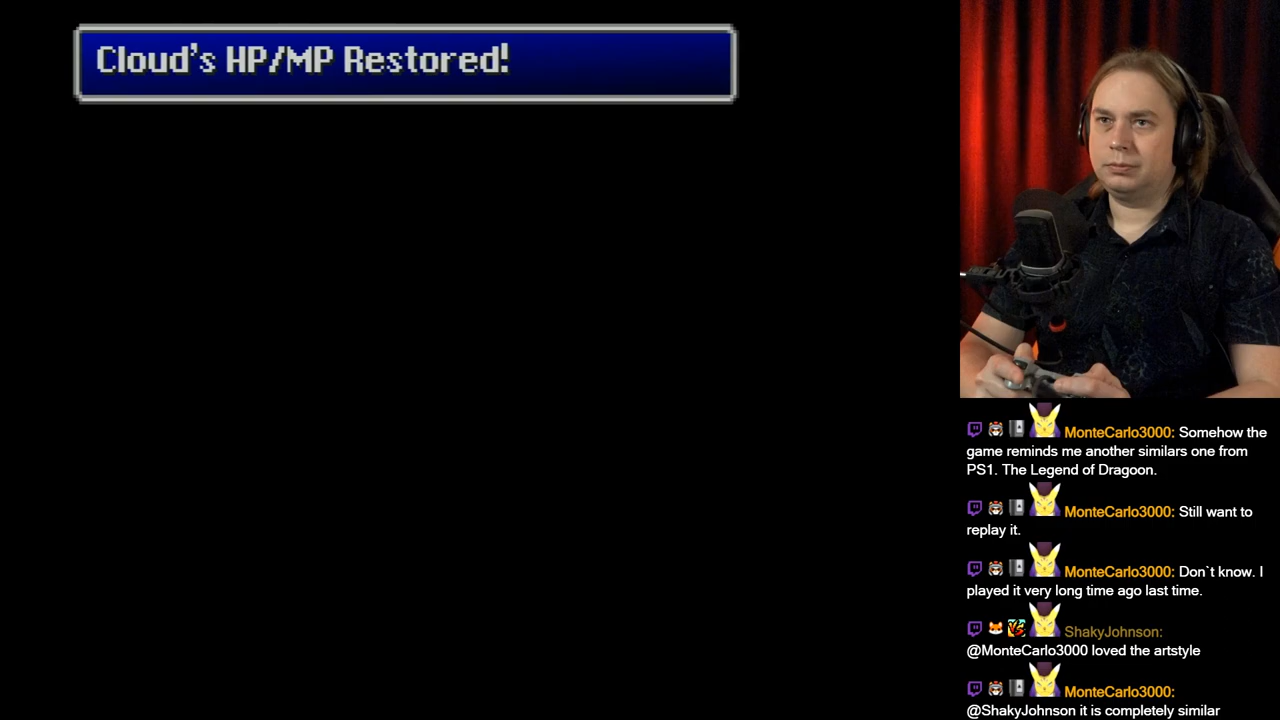 Cloud's HP/MP Restored!
MonteCarlo3000: Somehow the
game reminds me another similars one from
PS1. The Legend of Dragoon.
MonteCarlo3000: Still want to
replay it.
MonteCarlo3000: Don`t know. I
played it very long time ago last time.
ShakyJohnson:
@MonteCarlo3000 loved the artstyle
MonteCarlo3000:
@ShakyJohnson it is completely similar